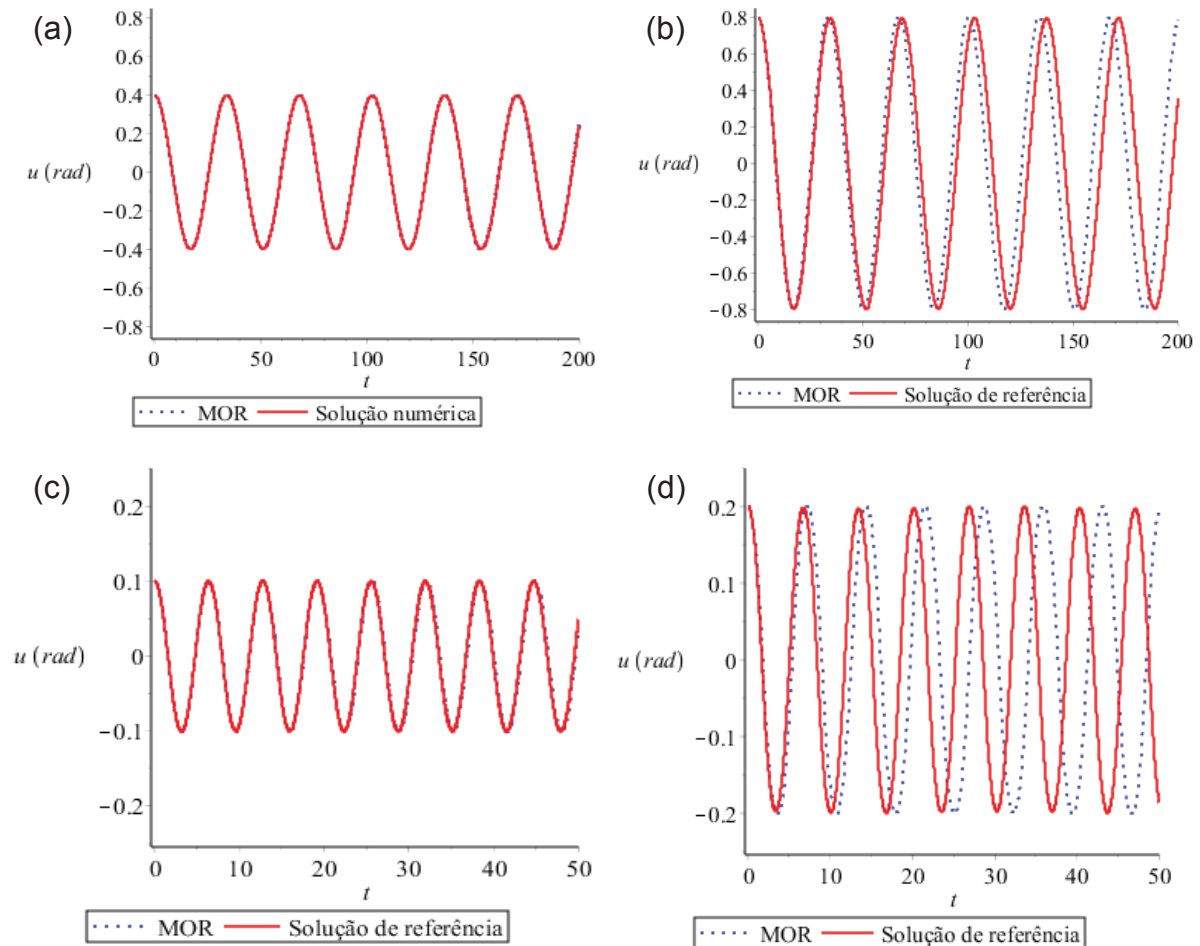 (a)
0.8
0.6
0.4
0.2
u (rad)
0
−0.2
−0.4
−0.6
−0.8
0 50 100 150 200
t
MOR Solução numérica
(b)
0.8
0.6
0.4
0.2
u (rad)
0
−0.2
−0.4
−0.6
−0.8
0 50 100 150 200
t
MOR Solução de referência
(c)
0.2
0.1
u (rad)
0
−0.1
−0.2
0 10 20 30 40 50
t
MOR Solução de referência
(d)
0.2
0.1
u (rad)
0
−0.1
−0.2
0 10 20 30 40 50
t
MOR Solução de referência